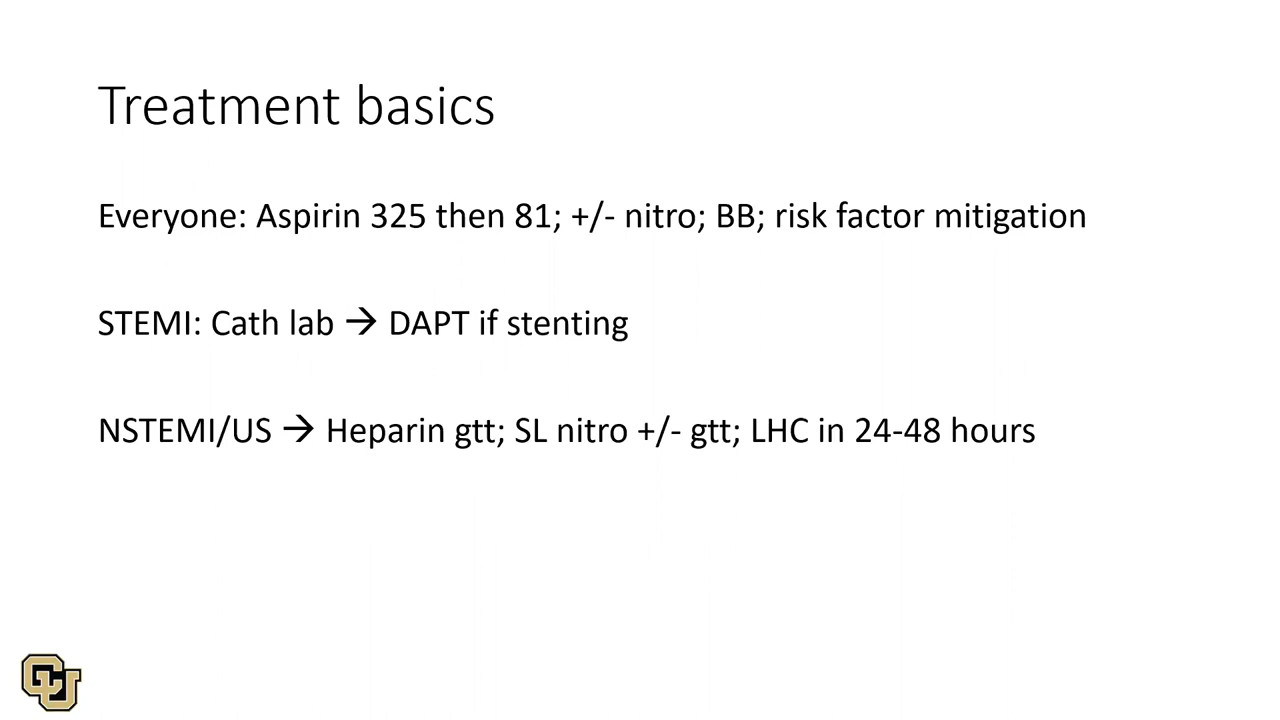 Treatment basics
Everyone: Aspirin 325 then 81; +/- nitro; BB; risk factor mitigation
STEMI: Cath lab → DAPT if stenting
NSTEMI/US → Heparin gtt; SL nitro +/- gtt; LHC in 24-48 hours
CU